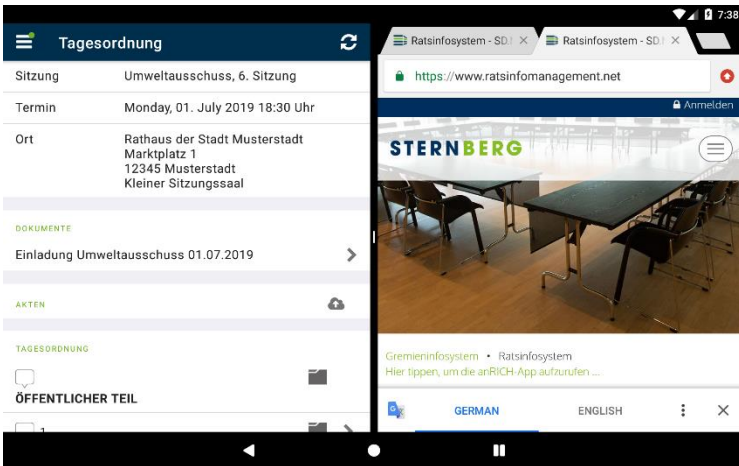 7:38
Tagesordnung
Sitzung Umweltausschuss, 6. Sitzung
Termin Monday, 01. July 2019 18:30 Uhr
Ort Rathaus der Stadt Musterstadt
Marktplatz 1
12345 Musterstadt
Kleiner Sitzungssaal
DOKUMENTE
Einladung Umweltausschuss 01.07.2019
AKTEN
TAGESORDNUNG
ÖFFENTLICHER TEIL
1
Ratsinfosystem - SD. Ratsinfosystem - SD.
https://www.ratsinfomanagement.net
Anmelden
STERNBERG
Gremieninfosystem • Ratsinfosystem
Hier tippen, um die anRICH-App aufzurufen ...
GERMAN ENGLISH